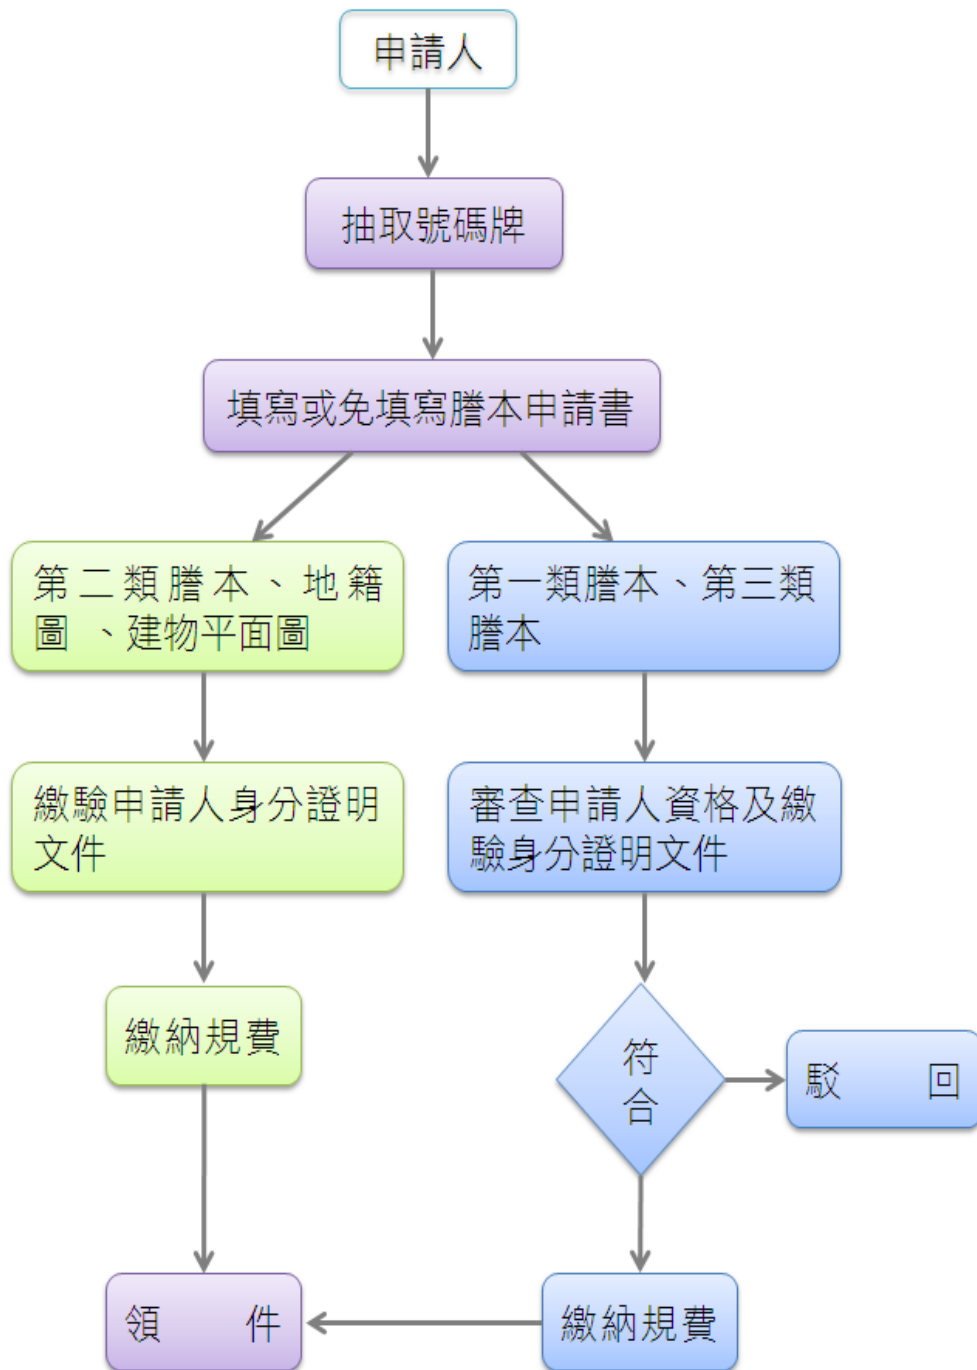 申請人
抽取號碼牌
填寫或免填寫謄本申請書
第二類謄本、地籍
圖、建物平面圖
第一類謄本、第三類
謄本
繳驗申請人身分證明
文件
審查申請人資格及繳
驗身分證明文件
繳納規費
符
合
駁 回
領 件
繳納規費